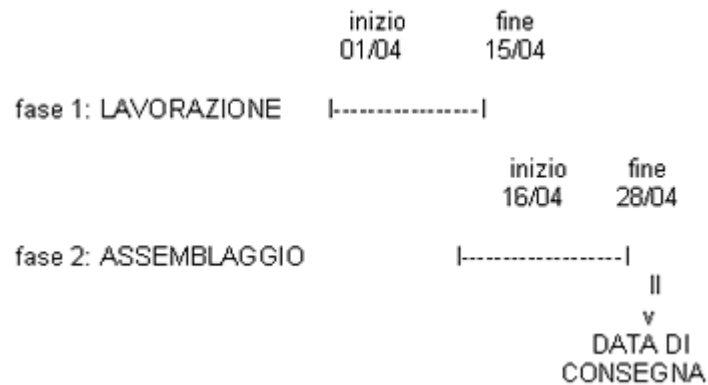 inizio fine
01/04 15/04
fase 1: LAVORAZIONE I-----------------I
inizio fine
16/04 28/04
fase 2: ASSEMBLAGGIO I-------------------I
II
v
DATA DI
CONSEGNA